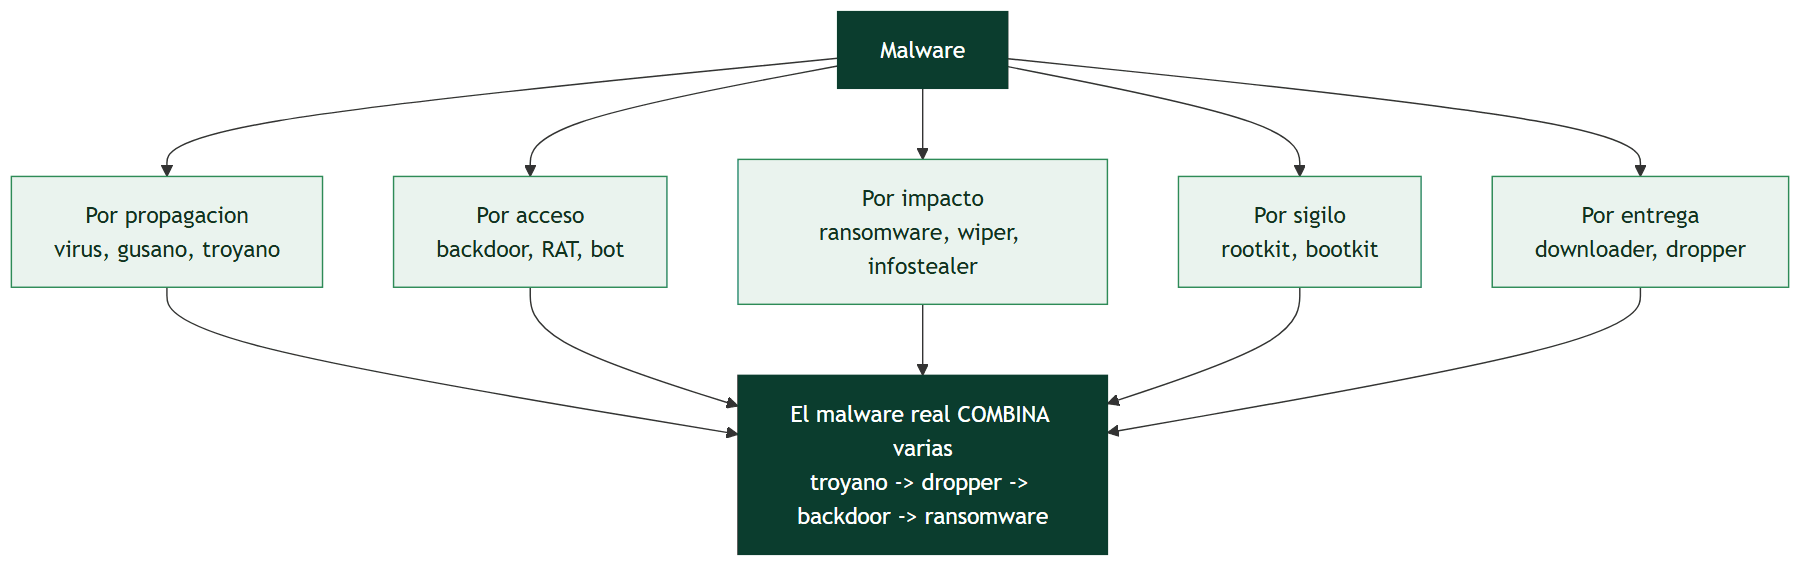 Malware
Por propagacion
virus, gusano, troyano
Por acceso
backdoor, RAT, bot
Por impacto
ransomware, wiper,
infostealer
Por sigilo
rootkit, bootkit
Por entrega
downloader, dropper
El malware real COMBINA
varias
troyano -> dropper ->
backdoor -> ransomware